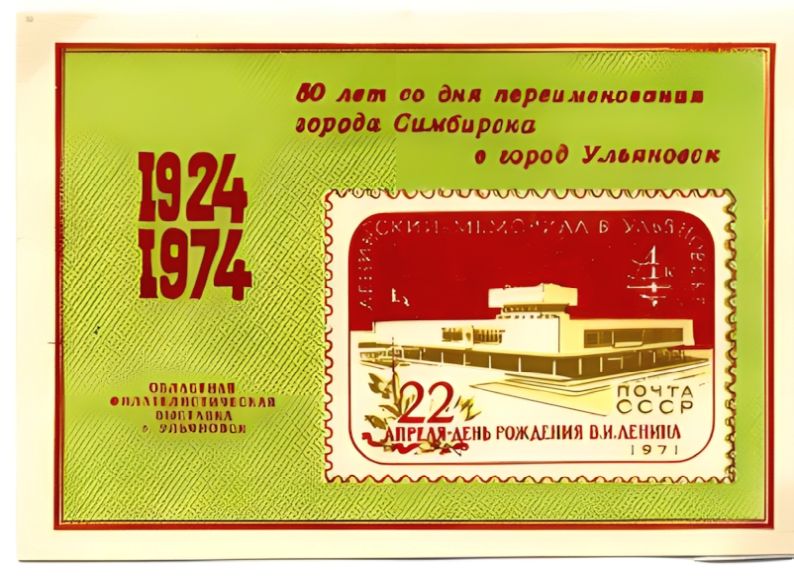 50 лет со дня переименования
города Симбирска
в город Ульяновск
1924
1974
ЛЕНИНСКИЙ МЕМОРИАЛ В УЛЬЯНОВСКЕ
4к
22
АПРЕЛЯ-ДЕНЬ РОЖДЕНИЯ В.И.ЛЕНИНА
ПОЧТА
СССР
1971
ОБЛАСТНАЯ
ФИЛАТЕЛИСТИЧЕСКАЯ
ВЫСТАВКА
г. УЛЬЯНОВСК